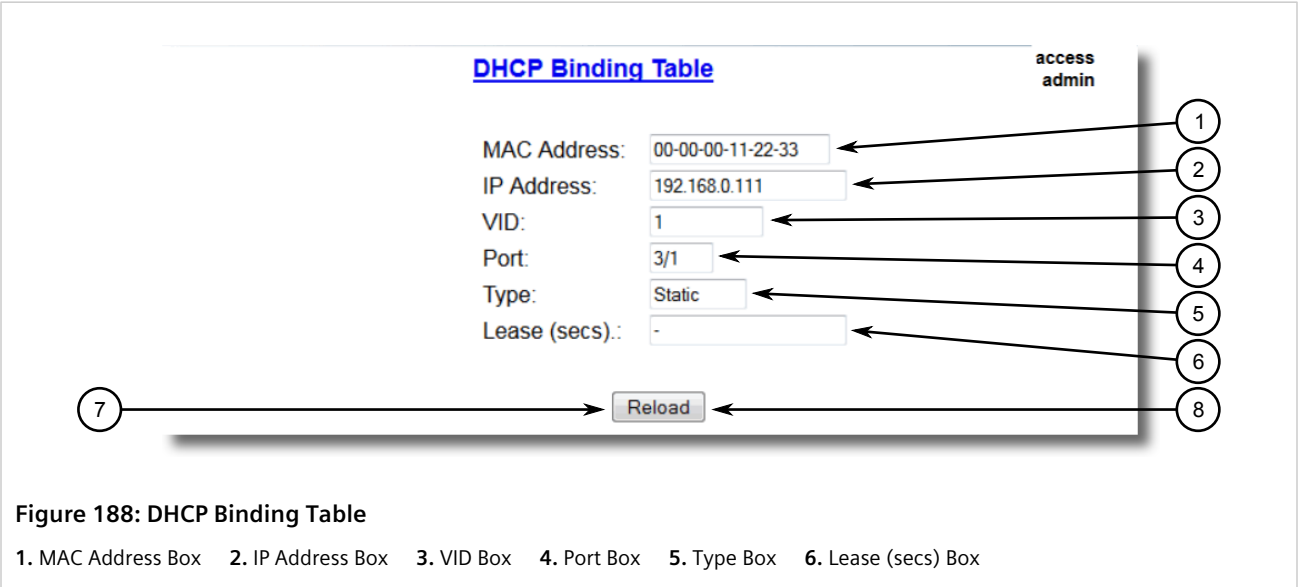 DHCP Binding Table
access
admin
MAC Address: 00-00-00-11-22-33
IP Address: 192.168.0.111
VID: 1
Port: 3/1
Type: Static
Lease (secs).: -
Reload
1
2
3
4
5
6
7
8
Figure 188: DHCP Binding Table
1. MAC Address Box 2. IP Address Box 3. VID Box 4. Port Box 5. Type Box 6. Lease (secs) Box